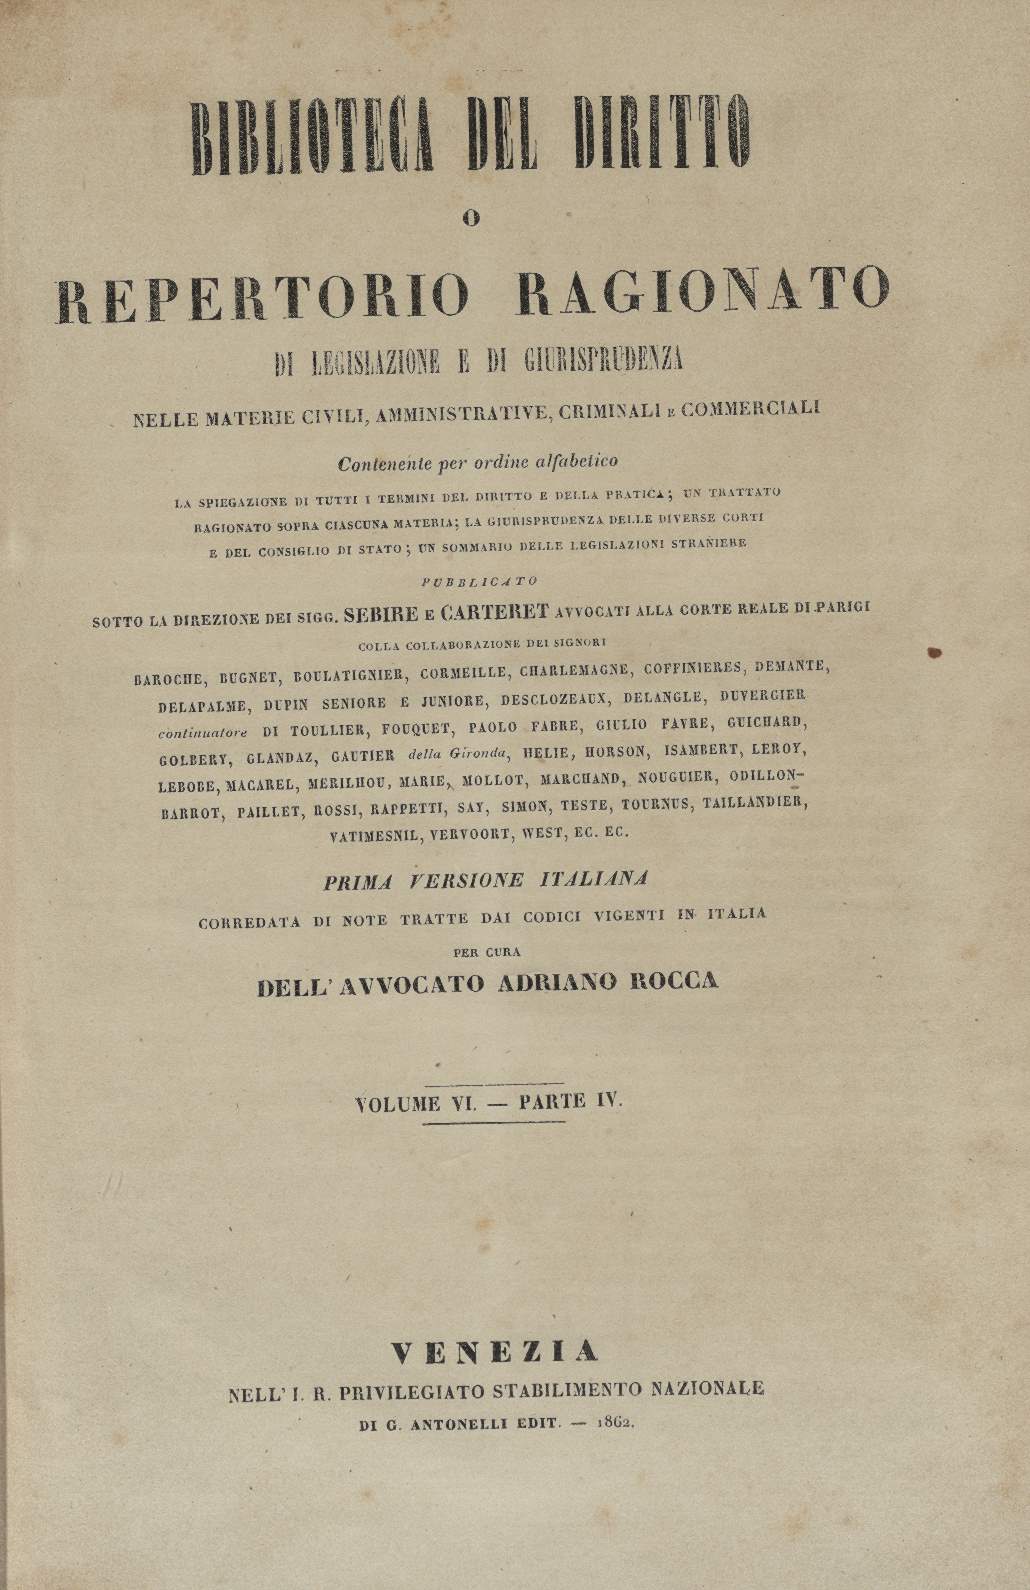 BIBLIOTECA DEL DIRITTO
O
REPERTORIO RAGIONATO
DI LEGISLAZIONE E DI GIURISPRUDENZA
NELLE MATERIE CIVILI, AMMINISTRATIVE, CRIMINALI E COMMERCIALI
Contenente per ordine alfabetico
LA SPIEGAZIONE DI TUTTI I TERMINI DEL DIRITTO E DELLA PRATICA; UN TRATTATO
RAGIONATO SOPRA CIASCUNA MATERIA; LA GIURISPRUDENZA DELLE DIVERSE CORTI
E DEL CONSIGLIO DI STATO; UN SOMMARIO DELLE LEGISLAZIONI STRANIERE
PUBBLICATO
SOTTO LA DIREZIONE DEI SIGG. SEBIRE E CARTERET AVVOCATI ALLA CORTE REALE DI PARIGI
COLLA COLLABORAZIONE DEI SIGNORI
BAROCHE, BUGNET, BOULATIGNIER, CORMEILLE, CHARLEMAGNE, COFFINIERES, DEMANTE,
DELAPALME, DUPIN SENIORE E JUNIORE, DESCLOZEAUX, DELANGLE, DUVERGIER
continuatore DI TOULLIER, FOUQUET, PAOLO FABRE, GIULIO FAVRE, GUICHARD,
GOLBERY, GLANDAZ, GAUTIER della Gironda, HELIE, HORSON, ISAMBERT, LEROY,
LEBOBE, MACAREL, MERILHOU, MARIE, MOLLOT, MARCHAND, NOUGUIER, ODILLON-
BARROT, PAILLET, ROSSI, RAPPETTI, SAY, SIMON, TESTE, TOURNUS, TAILLANDIER,
VATIMESNIL, VERVOORT, WEST, EC. EC.
PRIMA VERSIONE ITALIANA
CORREDATA DI NOTE TRATTE DAI CODICI VIGENTI IN ITALIA
PER CURA
DELL' AVVOCATO ADRIANO ROCCA
VOLUME VI. — PARTE IV.
VENEZIA
NELL' I. R. PRIVILEGIATO STABILIMENTO NAZIONALE
DI G. ANTONELLI EDIT. — 1862.